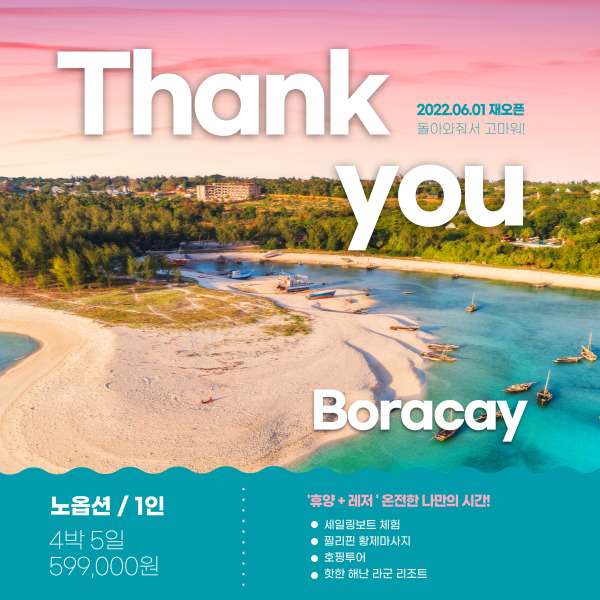 Thank
you
2022.06.01 재오픈
돌아와줘서 고마워!
Boracay
노옵션 / 1인
4박 5일
599,000원
'휴양 + 레저 ' 온전한 나만의 시간!
세일링보트 체험
필리핀 황제마사지
호핑투어
핫한 해난 라군 리조트